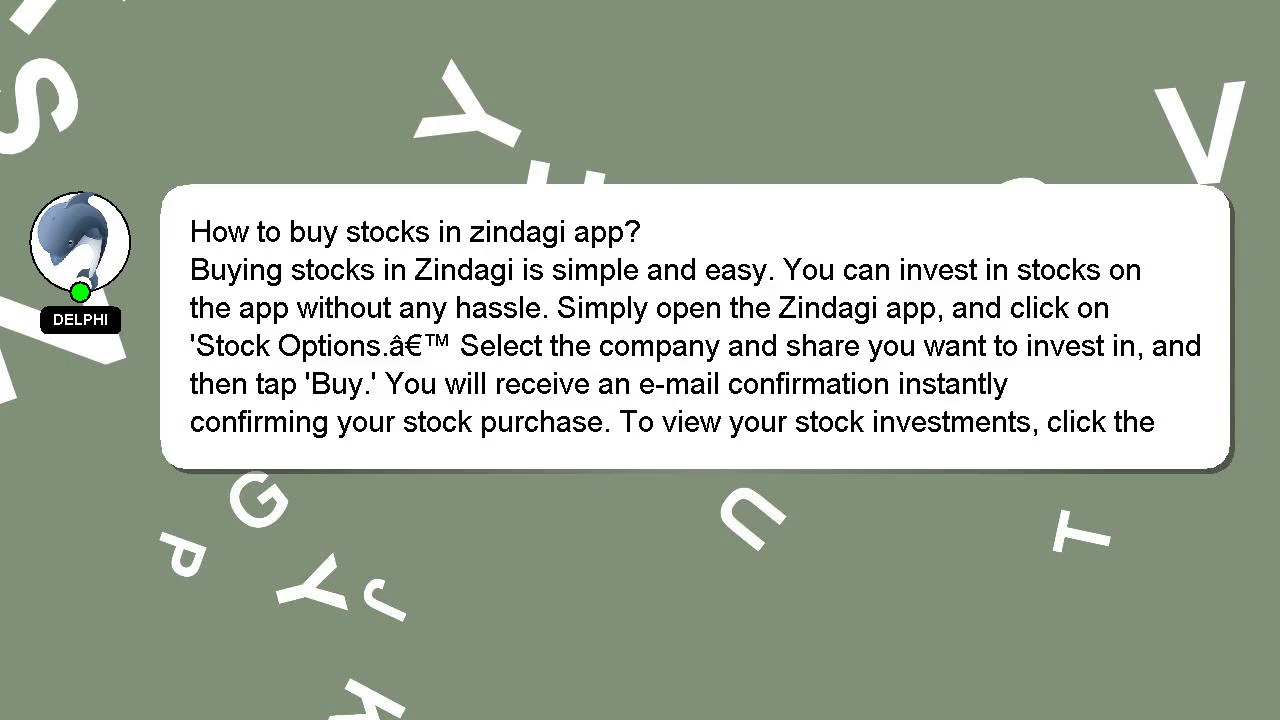 How to buy stocks in zindagi app?
Buying stocks in Zindagi is simple and easy. You can invest in stocks on
the app without any hassle. Simply open the Zindagi app, and click on
'Stock Options.â€™ Select the company and share you want to invest in, and
then tap 'Buy.' You will receive an e-mail confirmation instantly
confirming your stock purchase. To view your stock investments, click the
DELPHI
S
Y
V
G
P
Y
J
U
T
K